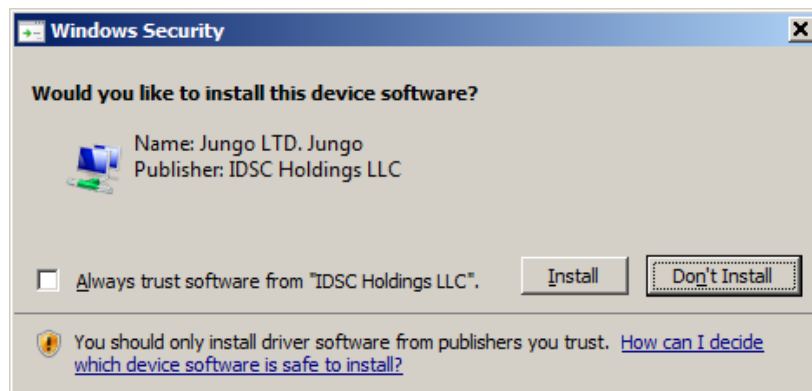 Windows Security
Would you like to install this device software?
Name: Jungo LTD. Jungo
Publisher: IDSC Holdings LLC
Always trust software from "IDSC Holdings LLC".
Install
Don't Install
You should only install driver software from publishers you trust. How can I decide
which device software is safe to install?